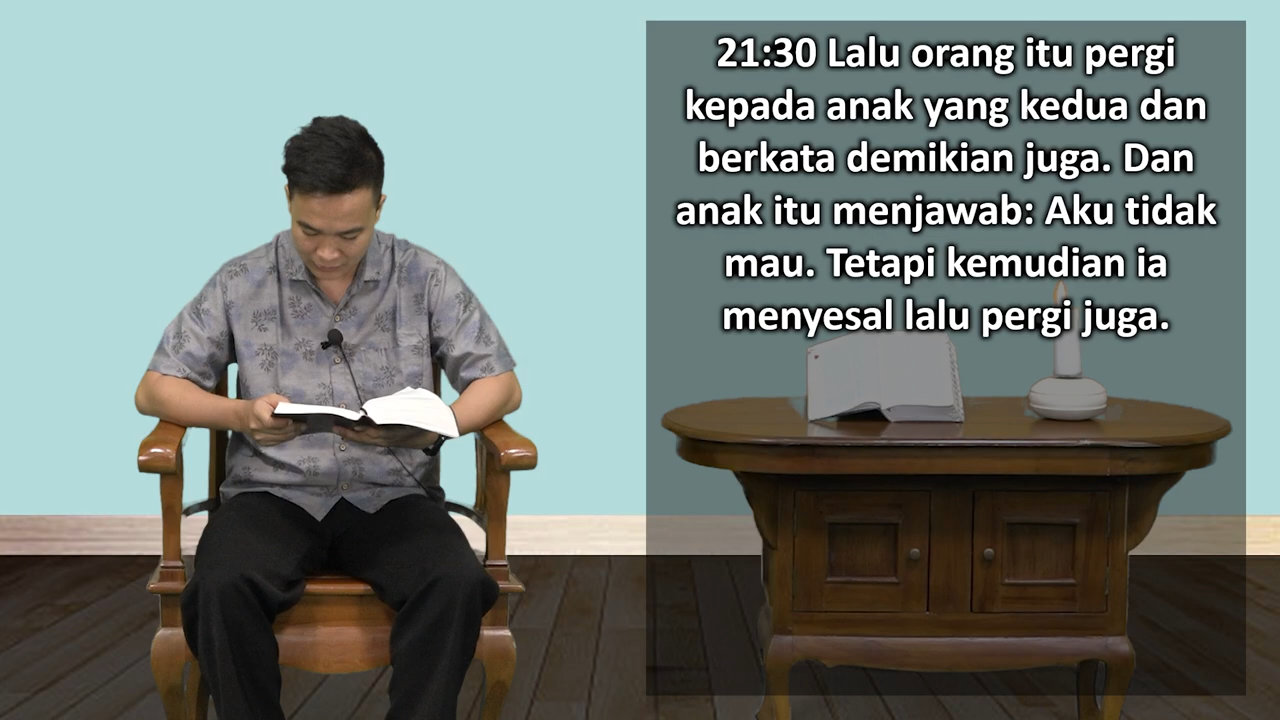 21:30 Lalu orang itu pergi
kepada anak yang kedua dan
berkata demikian juga. Dan
anak itu menjawab: Aku tidak
mau. Tetapi kemudian ia
menyesal lalu pergi juga.